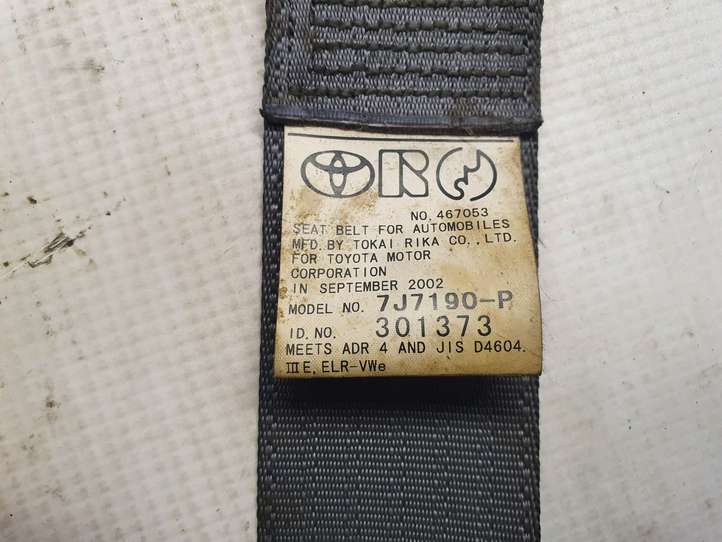 NO. 467053
SEAT BELT FOR AUTOMOBILES
MFD. BY TOKAI RIKA CO., LTD.
FOR TOYOTA MOTOR
CORPORATION
IN SEPTEMBER 2002
MODEL NO. 7J7190-P
ID. NO. 301373
MEETS ADR 4 AND JIS D4604.
III E, ELR-VWe